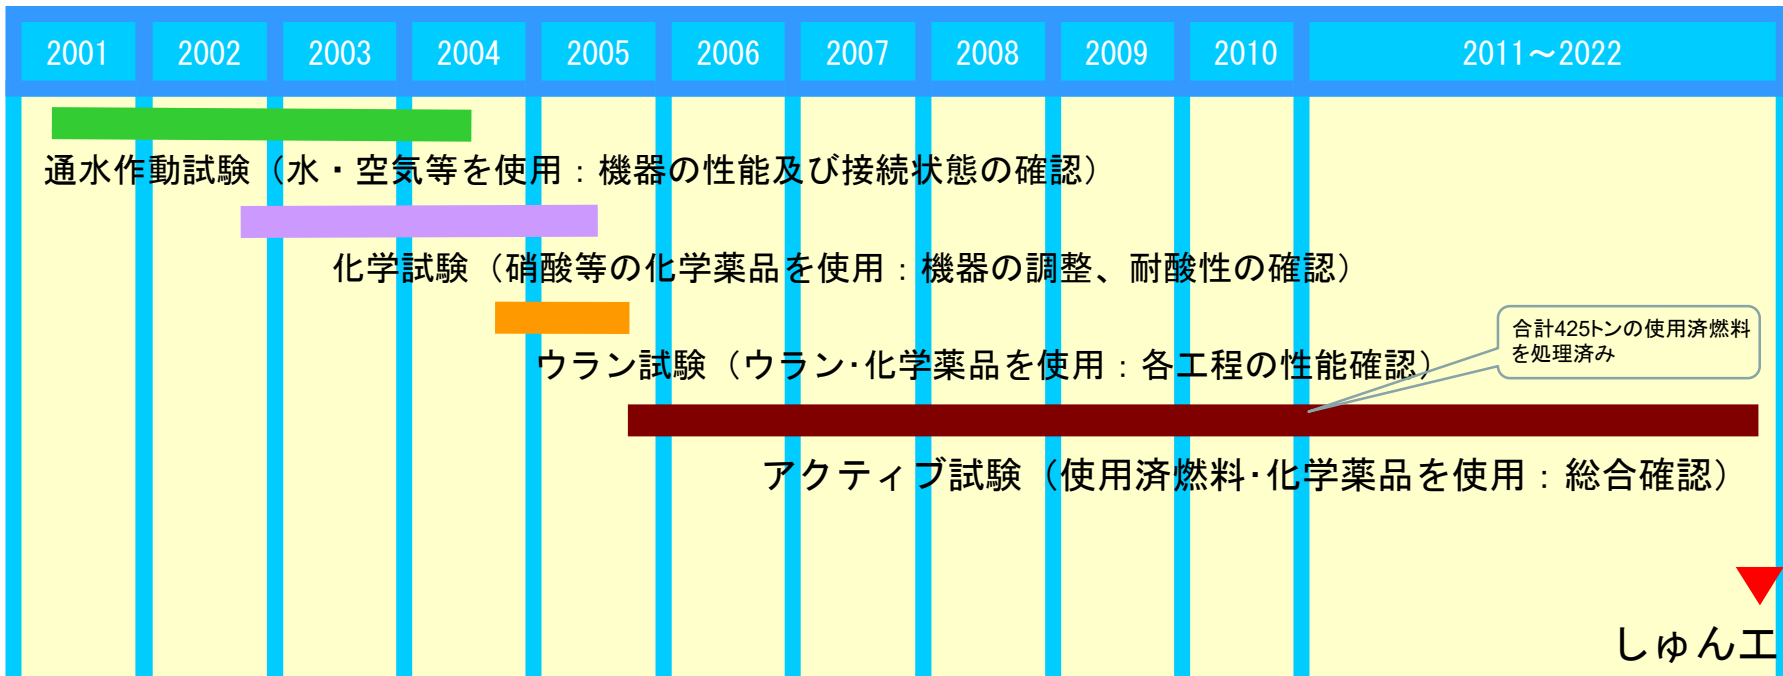 2001 2002 2003 2004 2005 2006 2007 2008 2009 2010 2011～2022
通水作動試験（水・空気等を使用：機器の性能及び接続状態の確認）
化学試験（硝酸等の化学薬品を使用：機器の調整、耐酸性の確認）
合計425トンの使用済燃料
を処理済み
ウラン試験（ウラン･化学薬品を使用：各工程の性能確認）
アクティブ試験（使用済燃料･化学薬品を使用：総合確認）
しゅん工